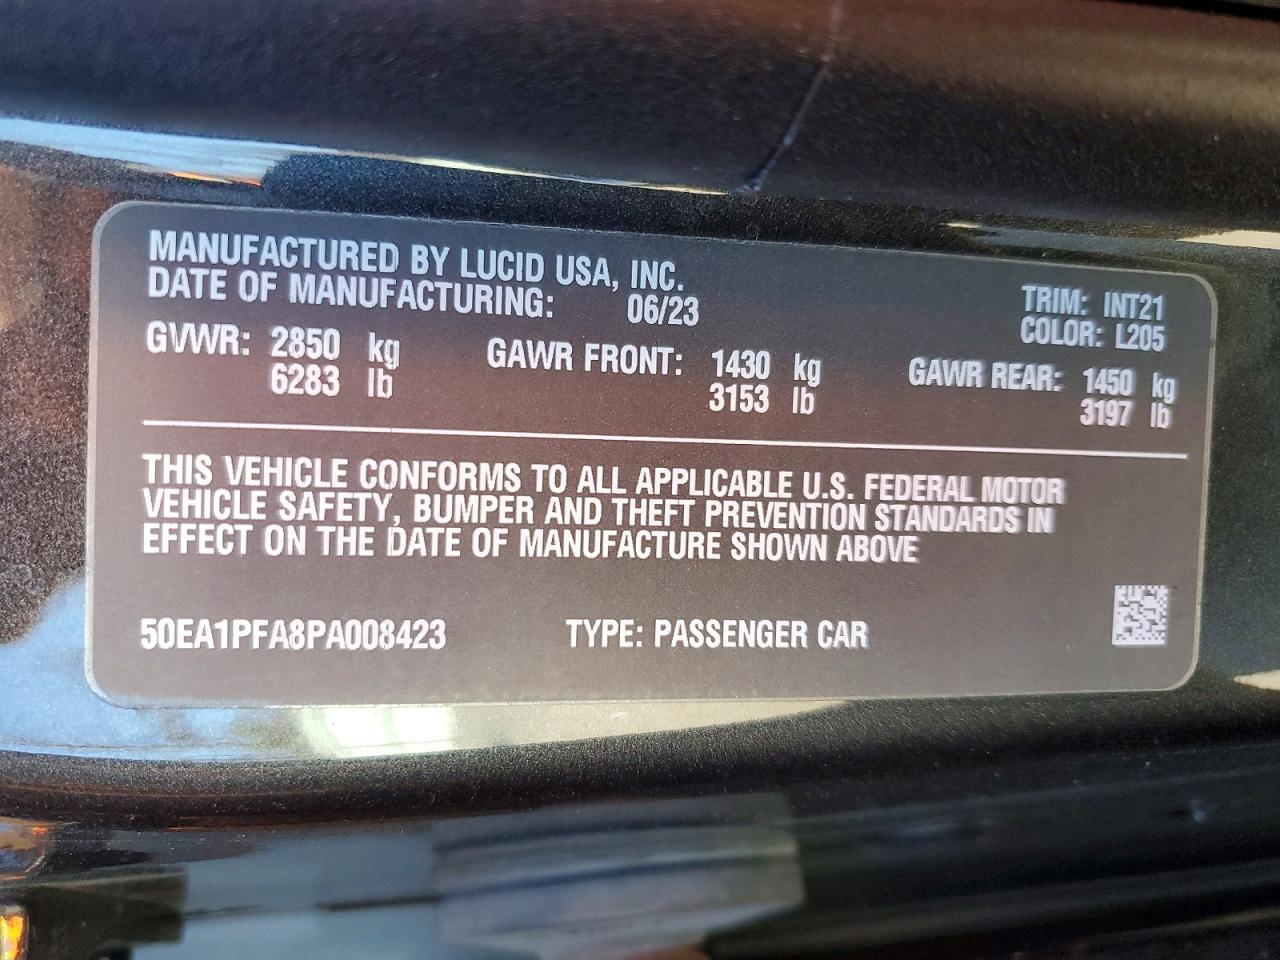 MANUFACTURED BY LUCID USA, INC.
DATE OF MANUFACTURING: 06/23
TRIM: INT21
COLOR: L205
GVWR: 2850 kg GAWR FRONT: 1430 kg GAWR REAR: 1450 kg
6283 lb 3153 lb 3197 lb
THIS VEHICLE CONFORMS TO ALL APPLICABLE U.S. FEDERAL MOTOR
VEHICLE SAFETY, BUMPER AND THEFT PREVENTION STANDARDS IN
EFFECT ON THE DATE OF MANUFACTURE SHOWN ABOVE
50EA1PFA8PA008423 TYPE: PASSENGER CAR